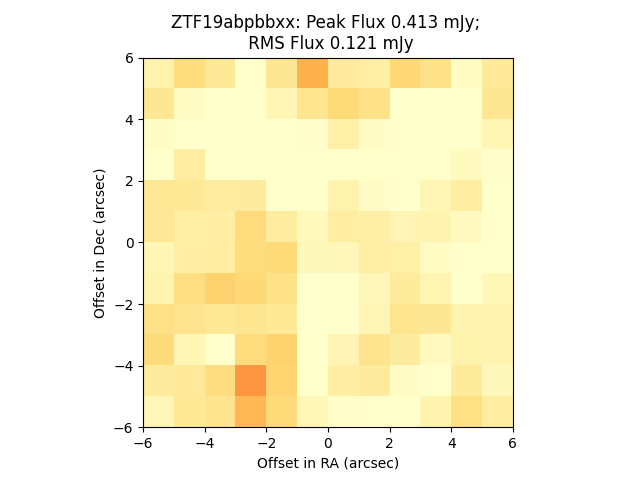 ZTF19abpbbxx: Peak Flux 0.413 mJy;
RMS Flux 0.121 mJy
6
4
2
0
−2
−4
−6
Offset in Dec (arcsec)
−6 −4 −2 0 2 4 6
Offset in RA (arcsec)